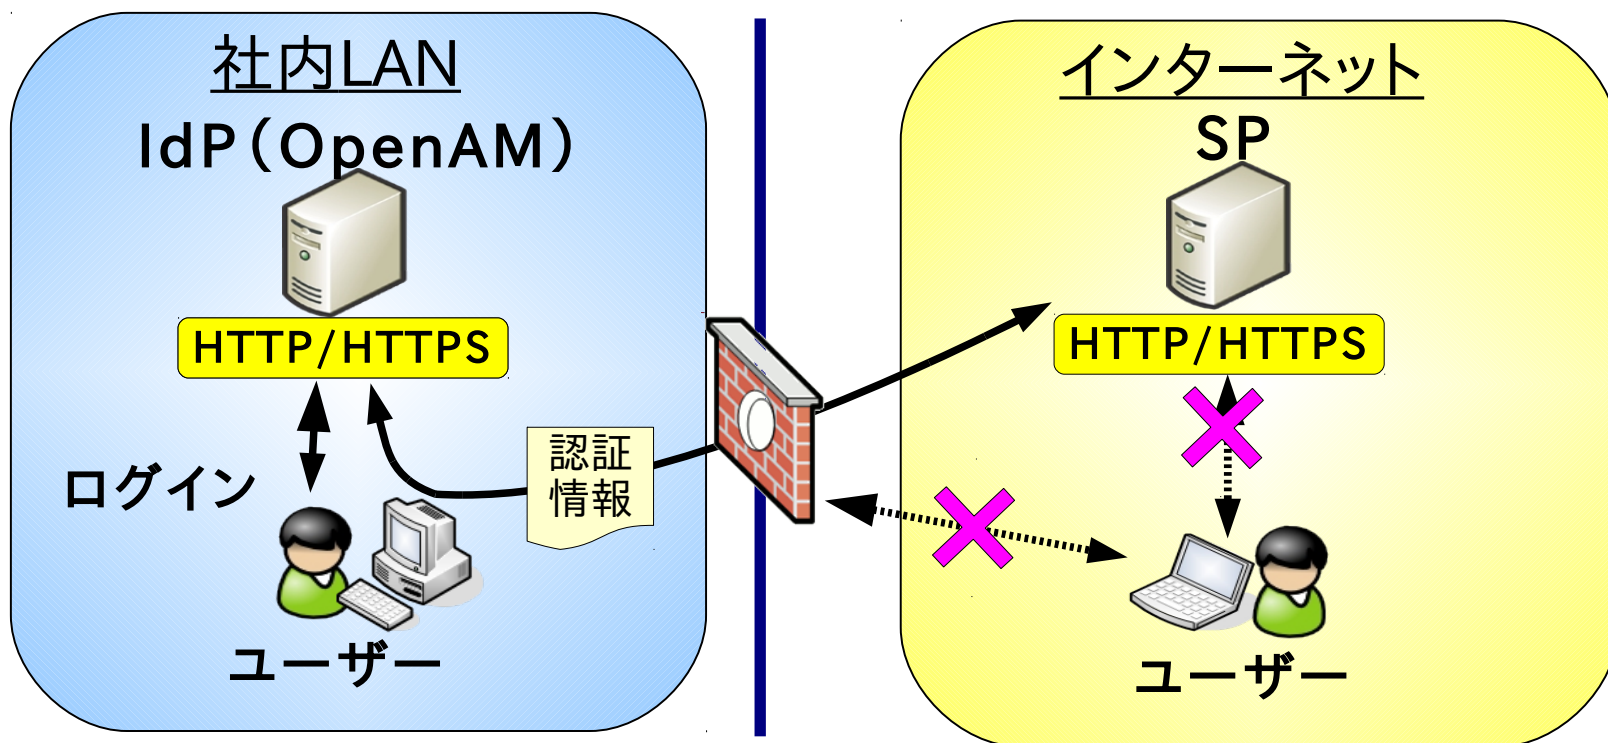 社内LAN
IdP（OpenAM）
HTTP/HTTPS
ログイン
認証
情報
ユーザー
インターネット
SP
HTTP/HTTPS
ユーザー